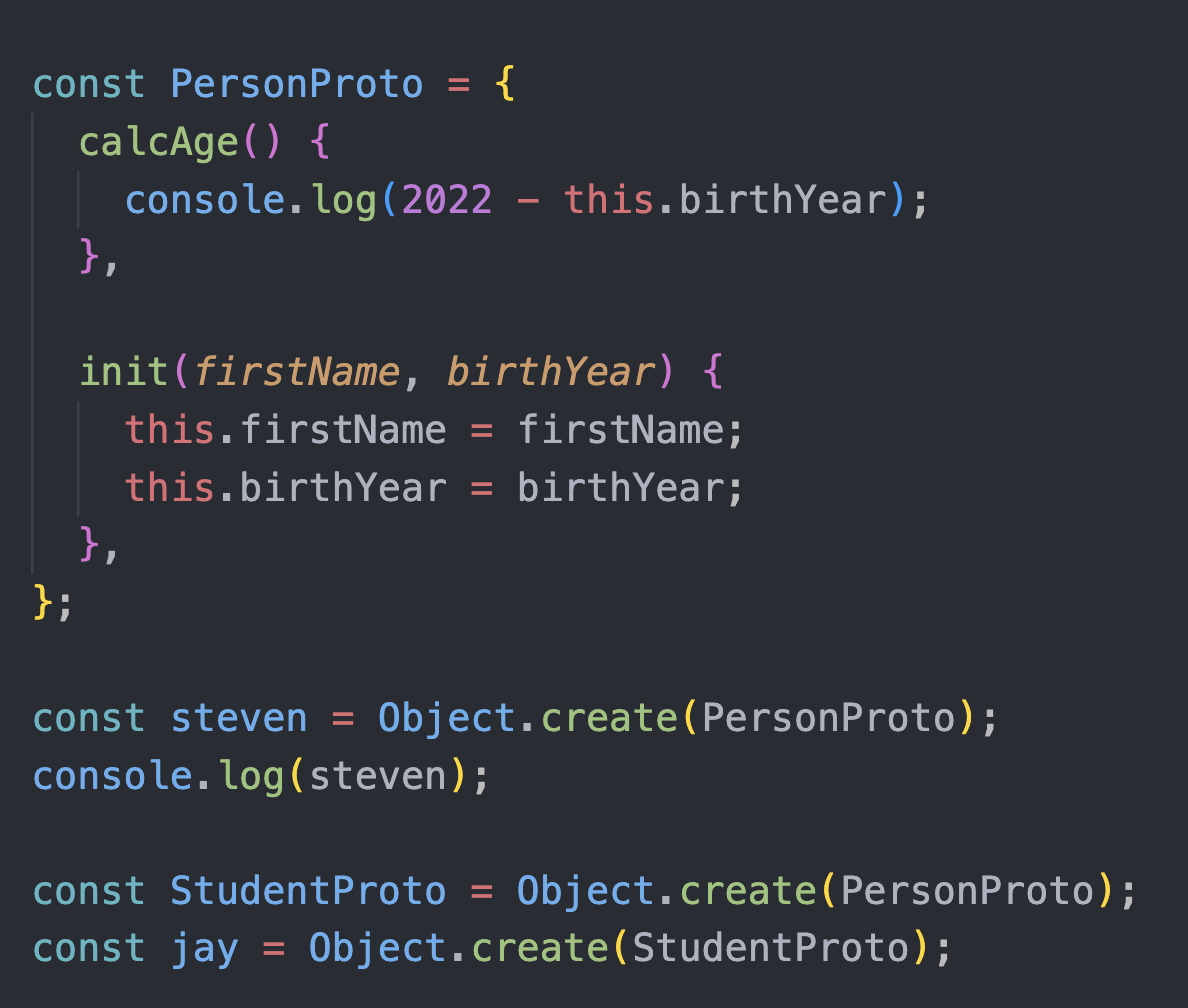 const PersonProto = {
  calcAge() {
    console.log(2022 - this.birthYear);
  },

  init(firstName, birthYear) {
    this.firstName = firstName;
    this.birthYear = birthYear;
  },
};

const steven = Object.create(PersonProto);
console.log(steven);

const StudentProto = Object.create(PersonProto);
const jay = Object.create(StudentProto);